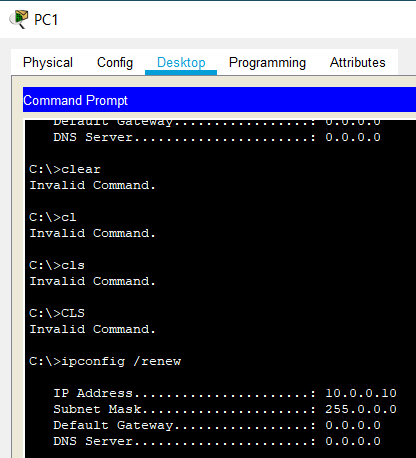 PC1
Physical Config Desktop Programming Attributes
Command Prompt
Default Gateway.................: 0.0.0.0
DNS Server......................: 0.0.0.0
C:\>clear
Invalid Command.
C:\>cl
Invalid Command.
C:\>cls
Invalid Command.
C:\>CLS
Invalid Command.
C:\>ipconfig /renew
IP Address......................: 10.0.0.10
Subnet Mask.....................: 255.0.0.0
Default Gateway.................: 0.0.0.0
DNS Server......................: 0.0.0.0